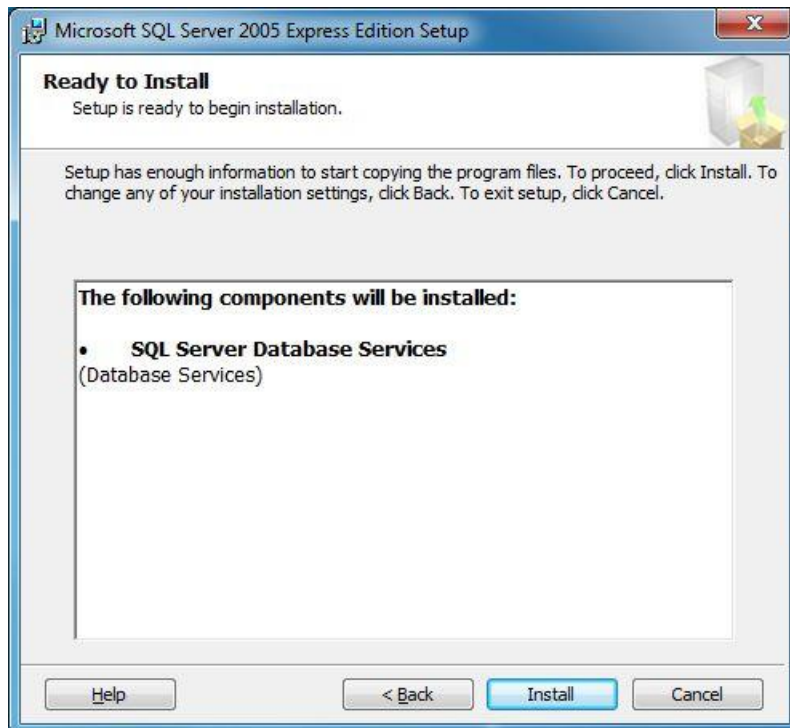 Microsoft SQL Server 2005 Express Edition Setup
Ready to Install
Setup is ready to begin installation.
Setup has enough information to start copying the program files. To proceed, click Install. To
change any of your installation settings, click Back. To exit setup, click Cancel.
The following components will be installed:
• SQL Server Database Services
(Database Services)
Help
< Back
Install
Cancel